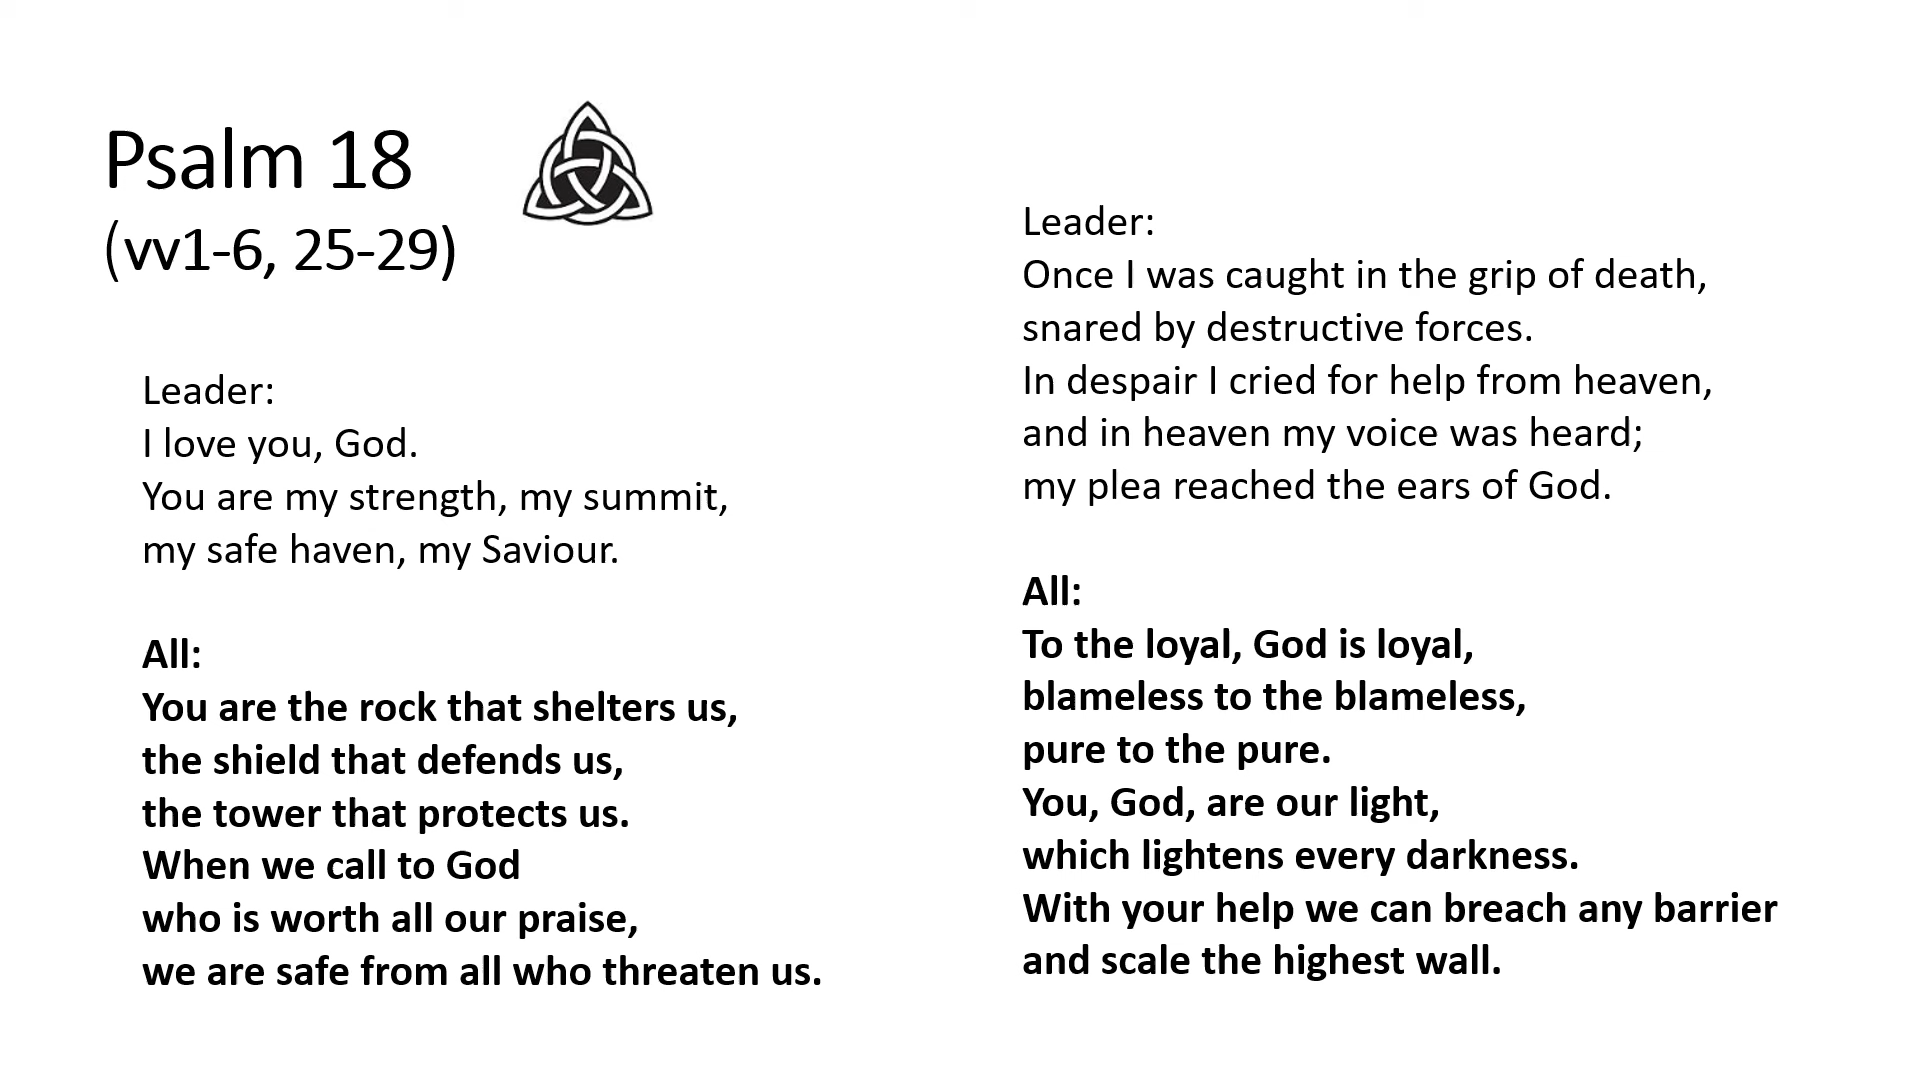 Psalm 18
(vv1-6, 25-29)
Leader:
I love you, God.
You are my strength, my summit,
my safe haven, my Saviour.
All:
You are the rock that shelters us,
the shield that defends us,
the tower that protects us.
When we call to God
who is worth all our praise,
we are safe from all who threaten us.
Leader:
Once I was caught in the grip of death,
snared by destructive forces.
In despair I cried for help from heaven,
and in heaven my voice was heard;
my plea reached the ears of God.
All:
To the loyal, God is loyal,
blameless to the blameless,
pure to the pure.
You, God, are our light,
which lightens every darkness.
With your help we can breach any barrier
and scale the highest wall.